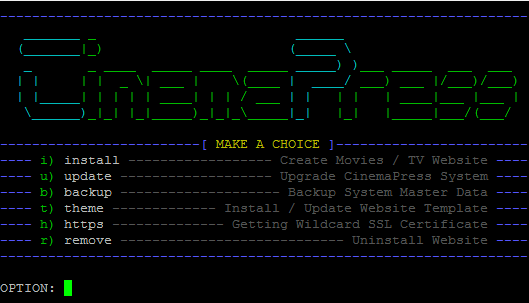 CinemaPress
[ MAKE A CHOICE ]
i) install Create Movies / TV Website
u) update Upgrade CinemaPress System
b) backup Backup System Master Data
t) theme Install / Update Website Template
h) https Getting Wildcard SSL Certificate
r) remove Uninstall Website
OPTION: